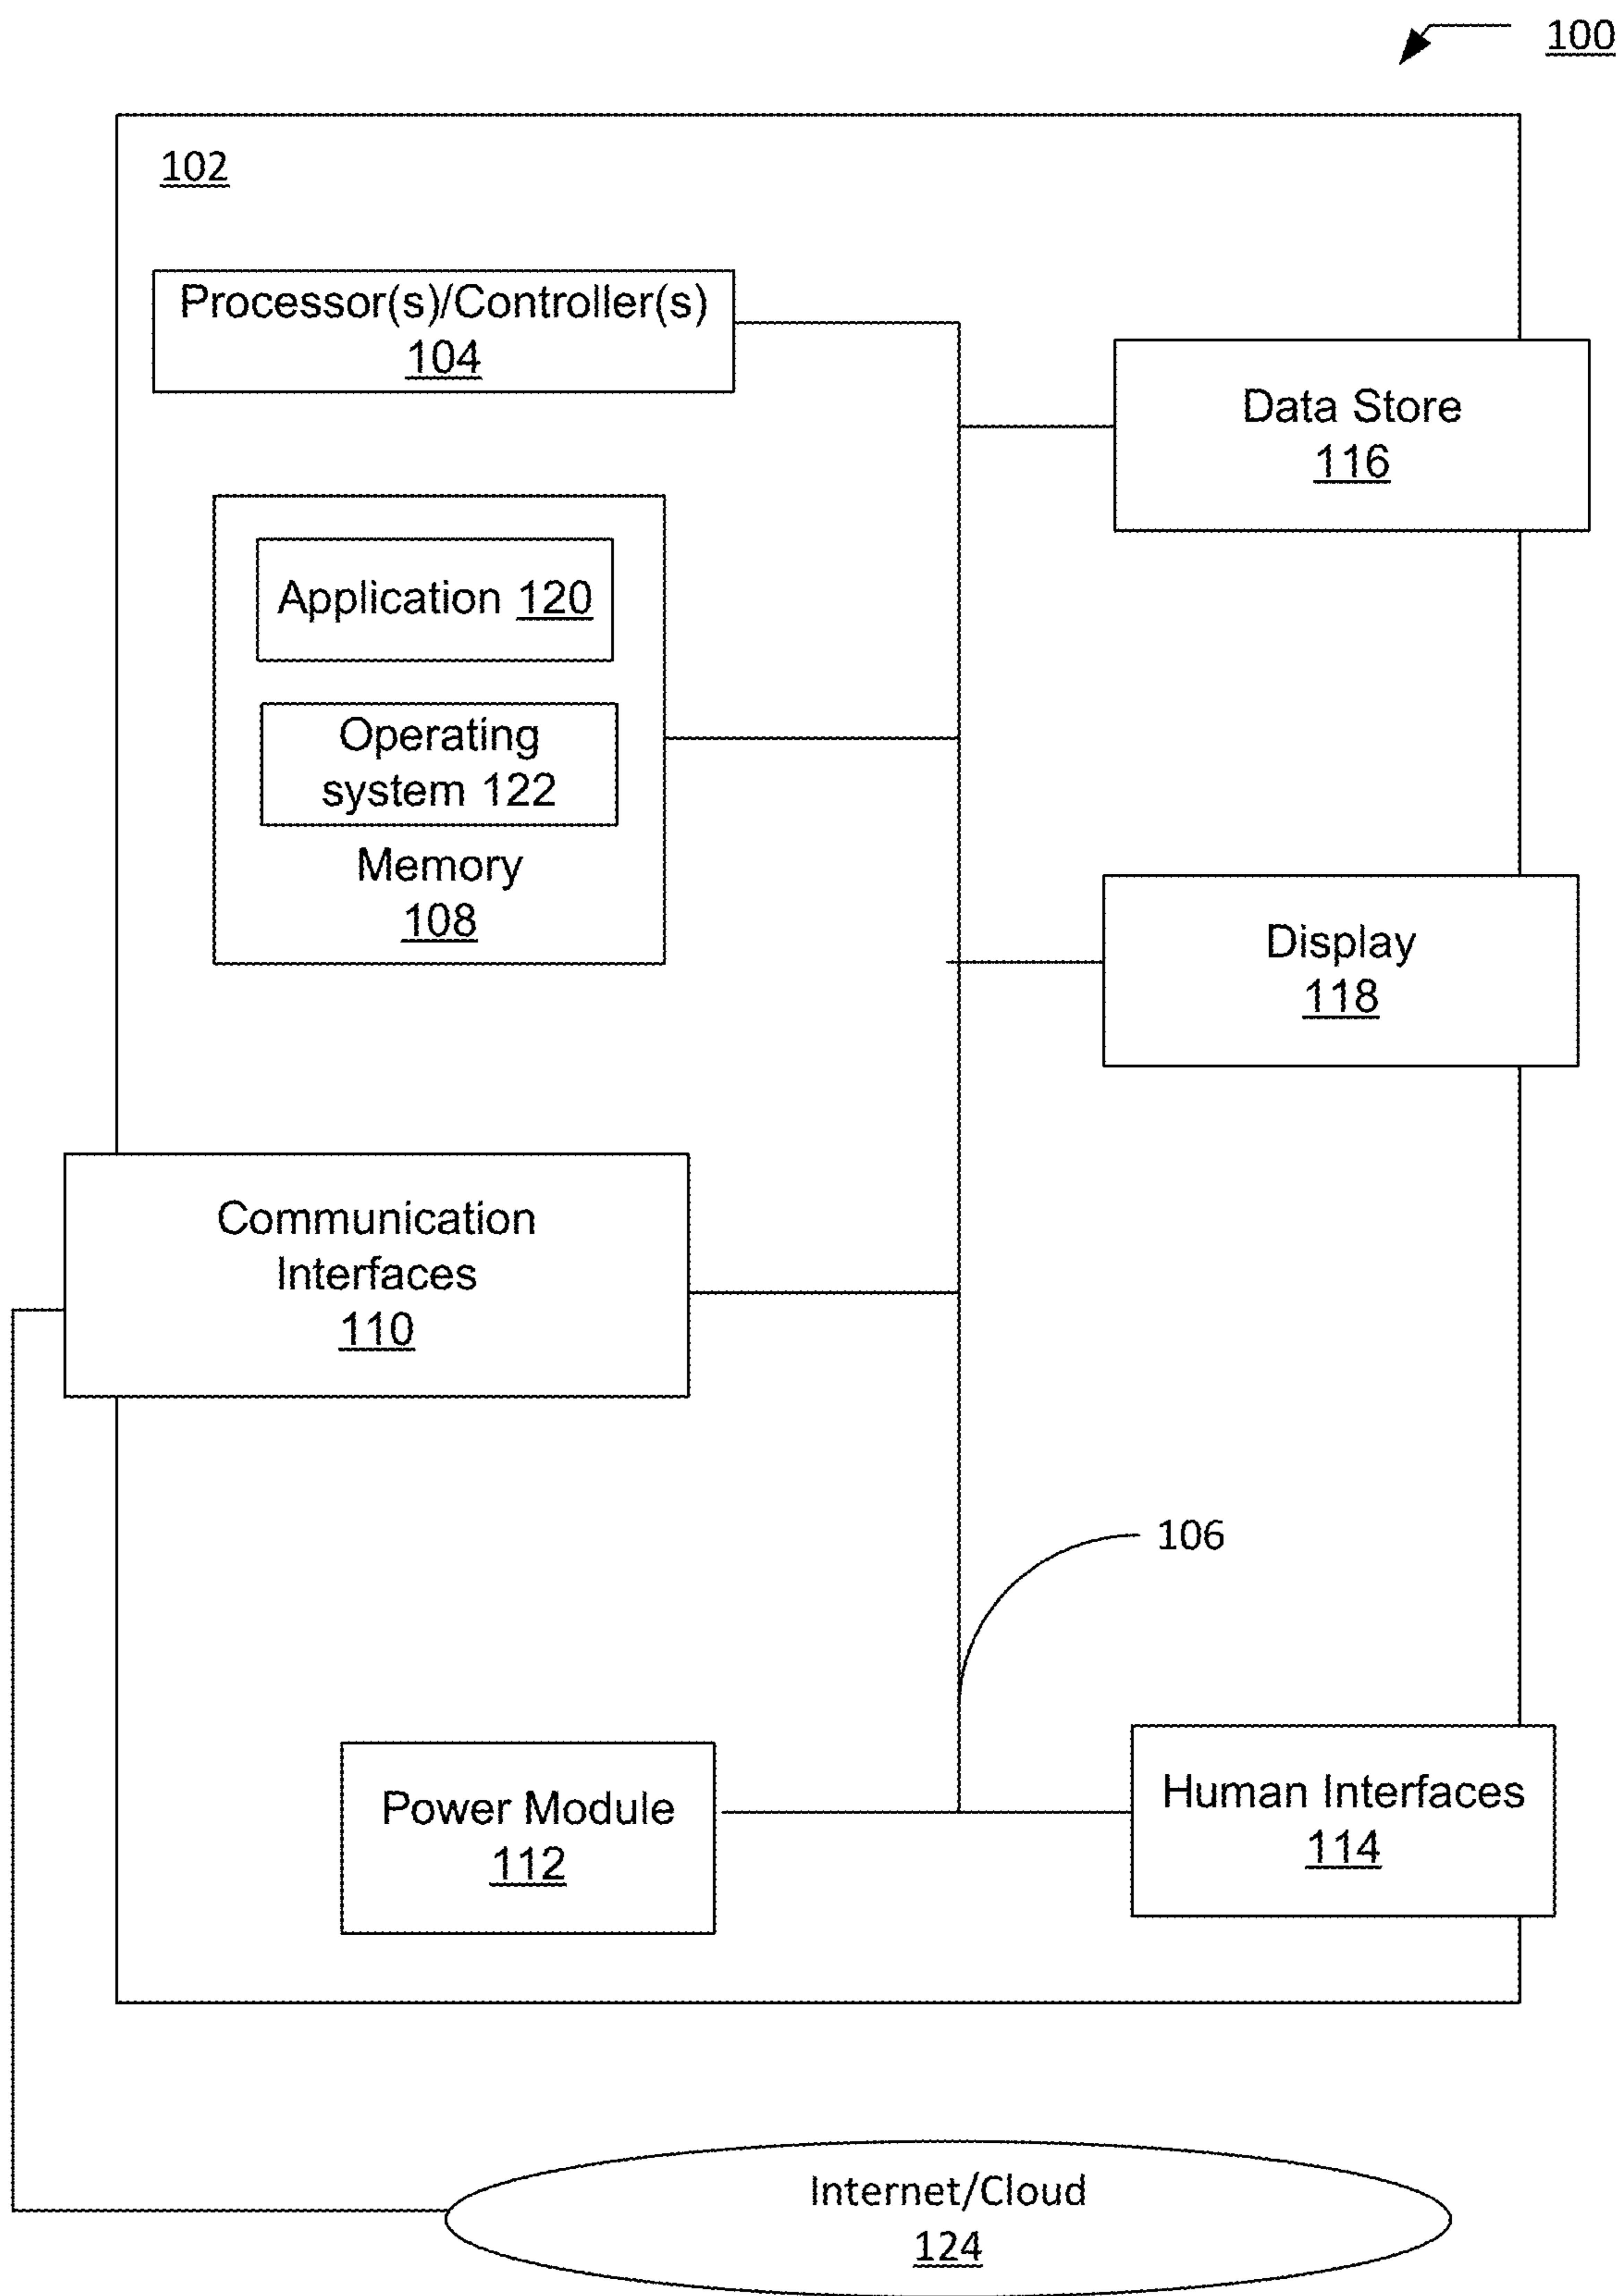 100
102
Processor(s)/Controller(s)
104
Data Store
116
Application 120
Operating
system 122
Memory
108
Display
118
Communication
Interfaces
110
106
Power Module
112
Human Interfaces
114
Internet/Cloud
124